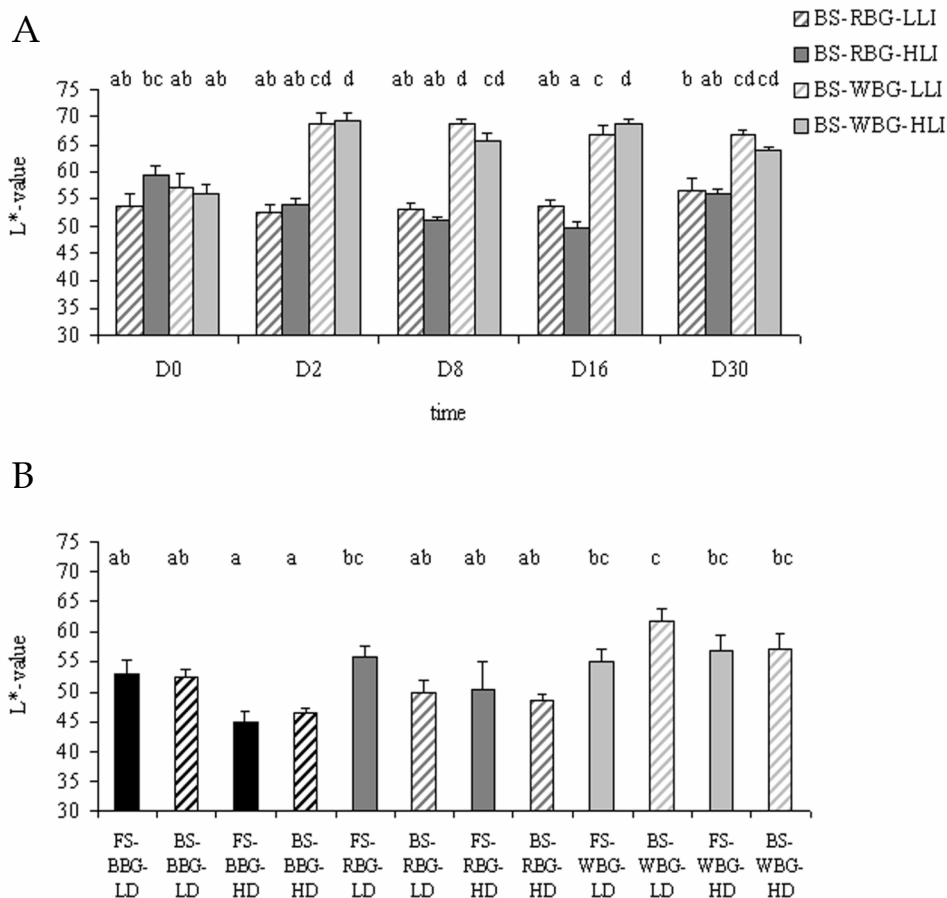 A
BS-RBG-LLI
BS-RBG-HLI
BS-WBG-LLI
BS-WBG-HLI
ab bc ab ab ab ab cd d ab ab d cd ab a c d b ab cd cd
75
70
65
60
55
50
45
40
35
30
L*-value
D0 D2 D8 D16 D30
time
B
ab ab a a bc ab ab ab bc c bc bc
75
70
65
60
55
50
45
40
35
30
L*-value
FS- BS- FS- BS- FS- BS- FS- BS- FS- BS- FS- BS-
BBG- BBG- BBG- BBG- RBG- RBG- RBG- RBG- WBG- WBG- WBG- WBG-
LD LD HD HD LD LD HD HD LD LD HD HD